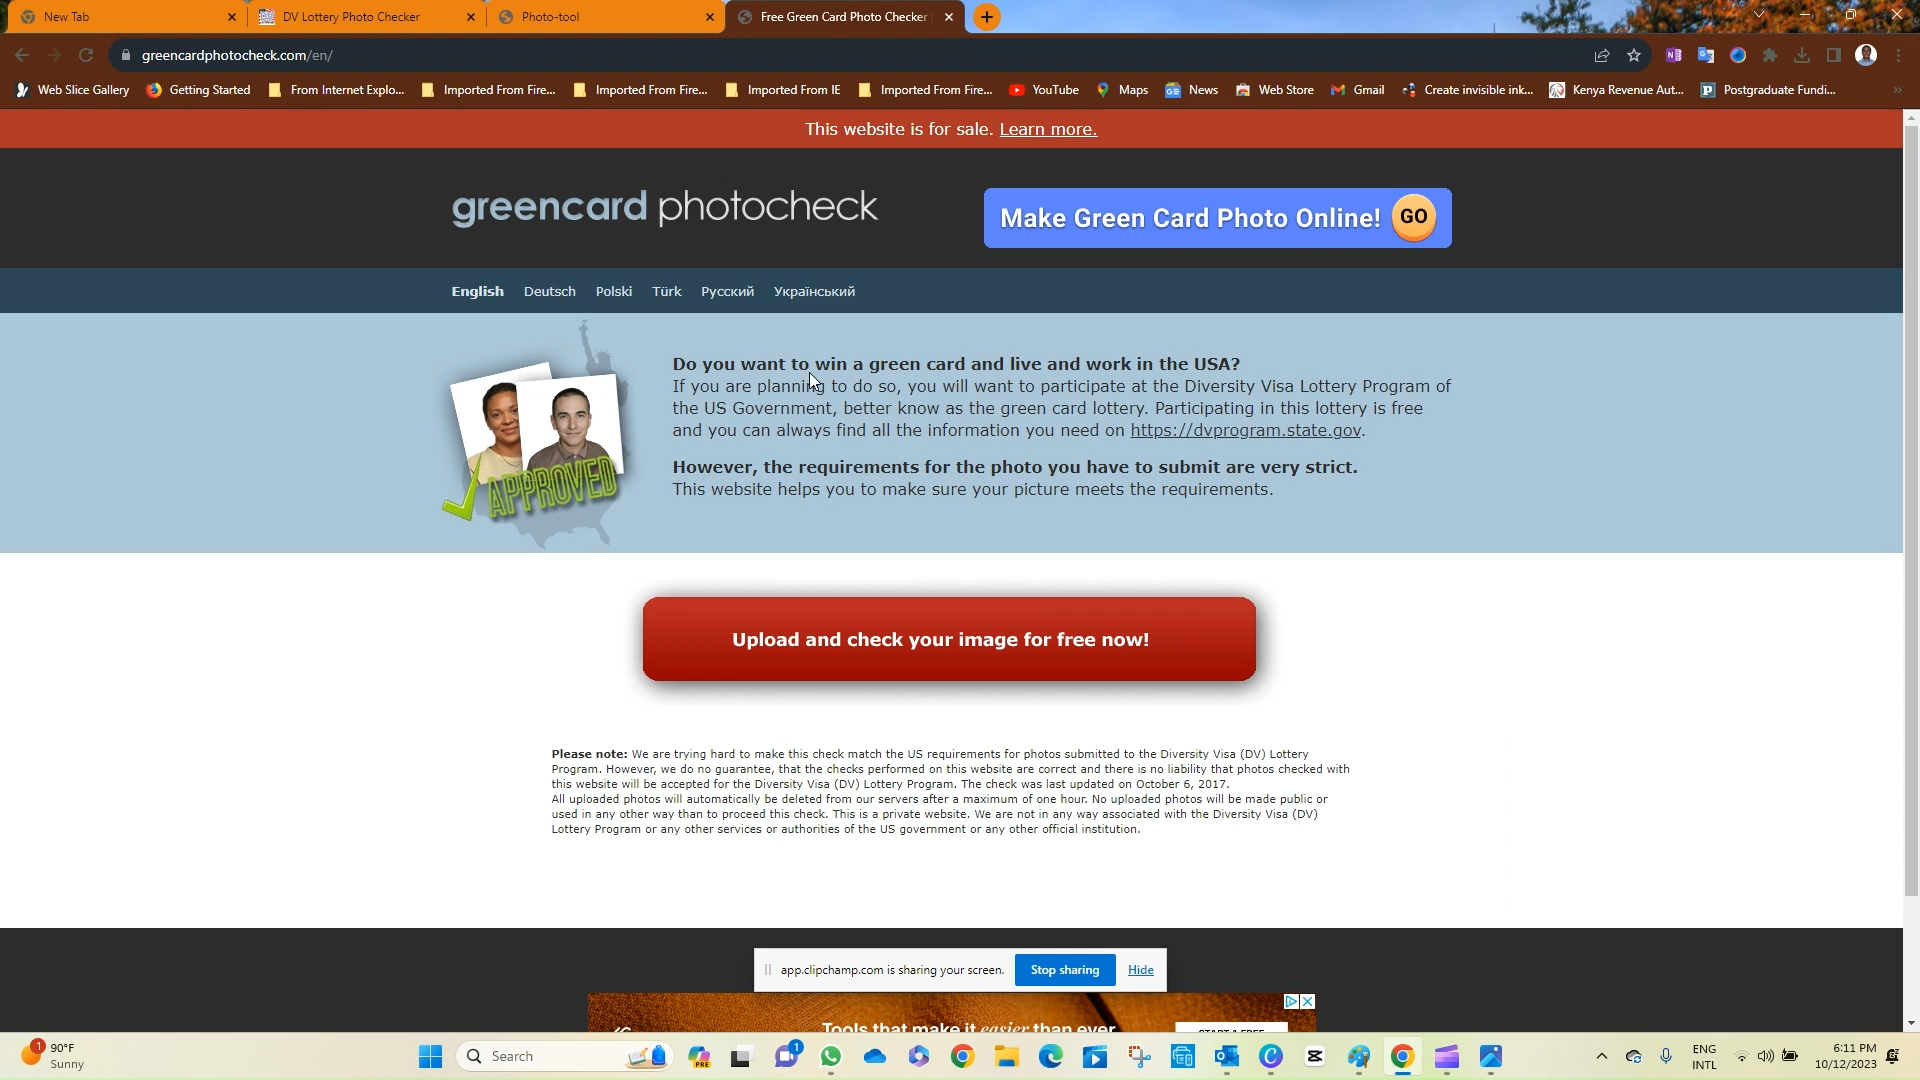 New Tab
DV Lottery Photo Checker
Photo-tool
Free Green Card Photo Checker
greencardphotocheck.com/en/
Web Slice Gallery
Getting Started
From Internet Explo...
Imported From Fire...
Imported From Fire...
Imported From IE
Imported From Fire...
YouTube
Maps
News
Web Store
Gmail
Create invisible ink...
Kenya Revenue Aut...
Postgraduate Fundi...
This website is for sale. Learn more.
greencard photocheck
Make Green Card Photo Online! GO
English Deutsch Polski Türk Русский Український
APPROVED
Do you want to win a green card and live and work in the USA?
If you are planning to do so, you will want to participate at the Diversity Visa Lottery Program of
the US Government, better know as the green card lottery. Participating in this lottery is free
and you can always find all the information you need on https://dvprogram.state.gov.
However, the requirements for the photo you have to submit are very strict.
This website helps you to make sure your picture meets the requirements.
Upload and check your image for free now!
Please note: We are trying hard to make this check match the US requirements for photos submitted to the Diversity Visa (DV) Lottery
Program. However, we do no guarantee, that the checks performed on this website are correct and there is no liability that photos checked with
this website will be accepted for the Diversity Visa (DV) Lottery Program. The check was last updated on October 6, 2017.
All uploaded photos will automatically be deleted from our servers after a maximum of one hour. No uploaded photos will be made public or
used in any other way than to proceed this check. This is a private website. We are not in any way associated with the Diversity Visa (DV)
Lottery Program or any other services or authorities of the US government or any other official institution.
app.clipchamp.com is sharing your screen.
Stop sharing
Hide
Tools that make it easier than ever
START A FREE
1
90°F
Sunny
Search
PRE
1
ENG
INTL
6:11 PM
10/12/2023